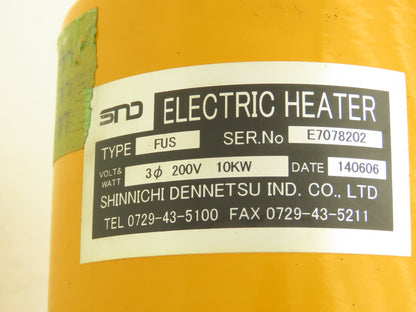 SND ELECTRIC HEATER
TYPE FUS SER.No E7078202
VOLT& WATT 3ϕ 200V 10KW DATE 140606
SHINNICHI DENNETSU IND. CO., LTD
TEL 0729-43-5100 FAX 0729-43-5211